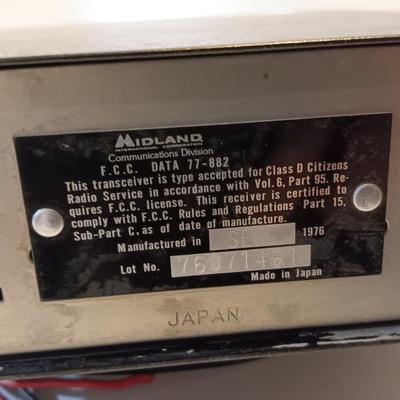 MIDLAND
INTERNATIONAL CORPORATION
Communications Division
F.C.C. DATA 77-882
This transceiver is type accepted for Class D Citizens
Radio Service in accordance with Vol. 6, Part 95. Re-
quires F.C.C. license. This receiver is certified to
comply with F.C.C. Rules and Regulations Part 15,
Sub-Part C, as of date of manufacture.
Manufactured in 1976
Lot No. 76071461
Made in Japan
JAPAN